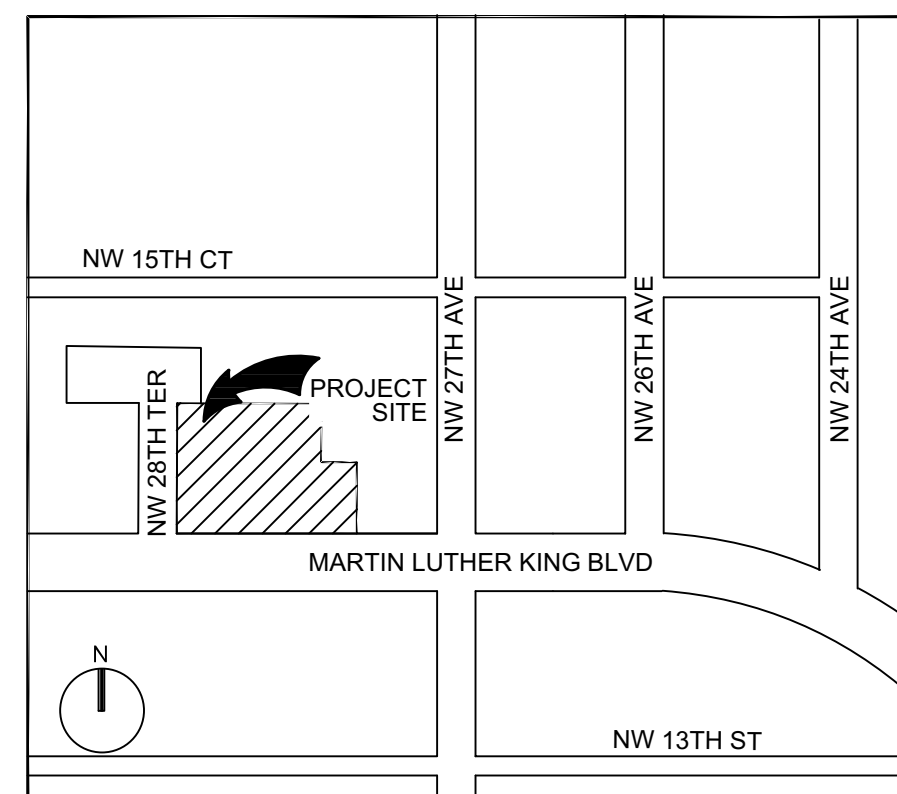 NW 15TH CT
NW 27TH AVE
NW 26TH AVE
NW 24TH AVE
PROJECT
SITE
NW 28TH TER
MARTIN LUTHER KING BLVD
N
NW 13TH ST